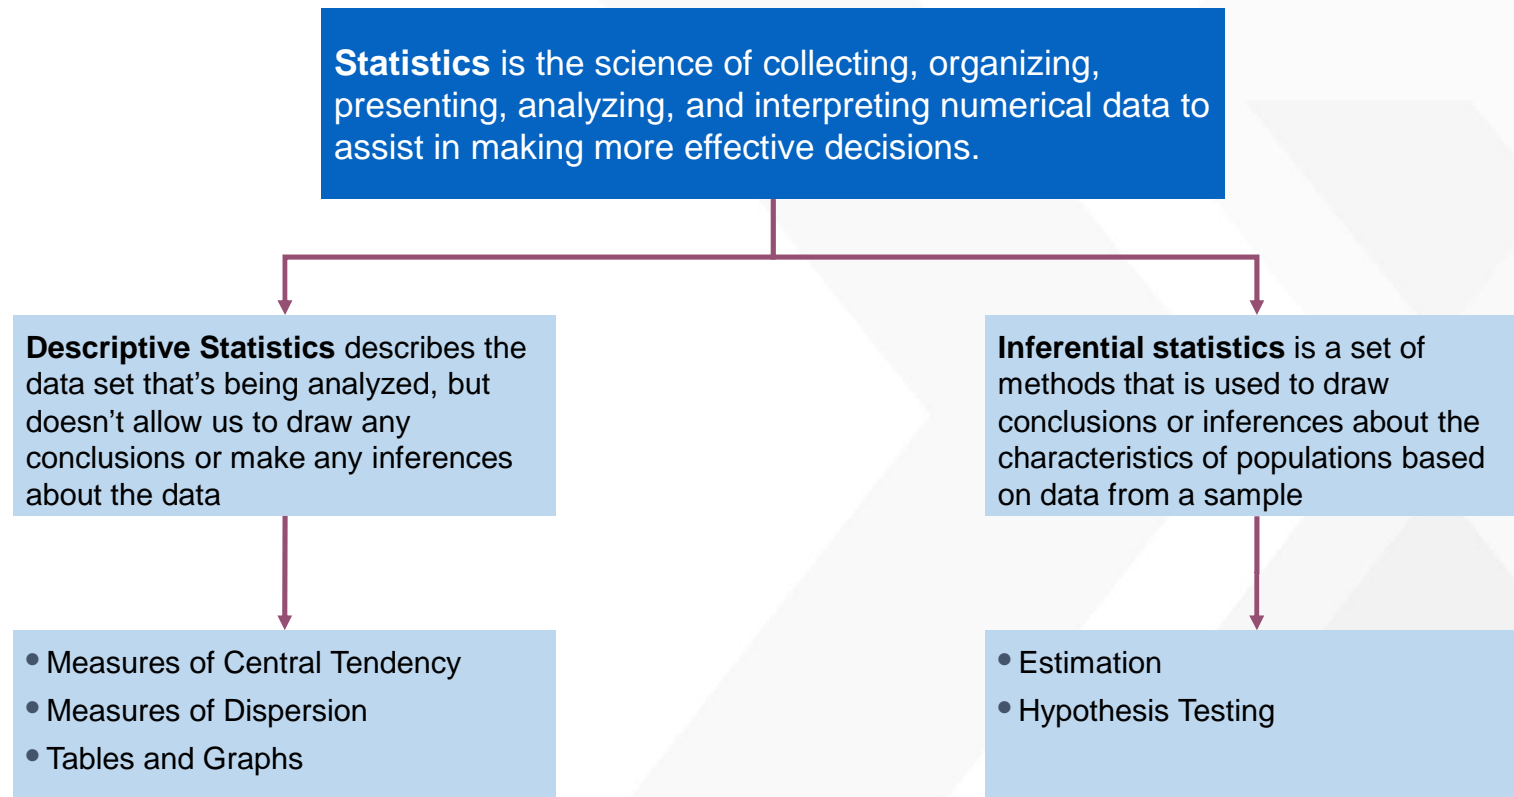 Statistics is the science of collecting, organizing,
presenting, analyzing, and interpreting numerical data to
assist in making more effective decisions.
Descriptive Statistics describes the
data set that’s being analyzed, but
doesn’t allow us to draw any
conclusions or make any inferences
about the data
Inferential statistics is a set of
methods that is used to draw
conclusions or inferences about the
characteristics of populations based
on data from a sample
• Measures of Central Tendency
• Measures of Dispersion
• Tables and Graphs
• Estimation
• Hypothesis Testing